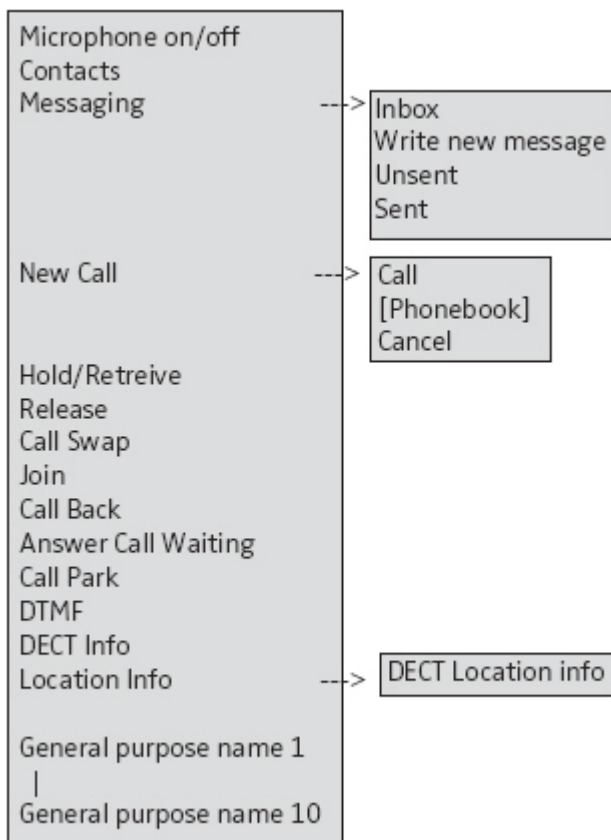 Microphone on/off
Contacts
Messaging --->
Inbox
Write new message
Unsent
Sent
New Call --->
Call
[Phonebook]
Cancel
Hold/Retreive
Release
Call Swap
Join
Call Back
Answer Call Waiting
Call Park
DTMF
DECT Info
Location Info --->
DECT Location info
General purpose name 1
|
General purpose name 10